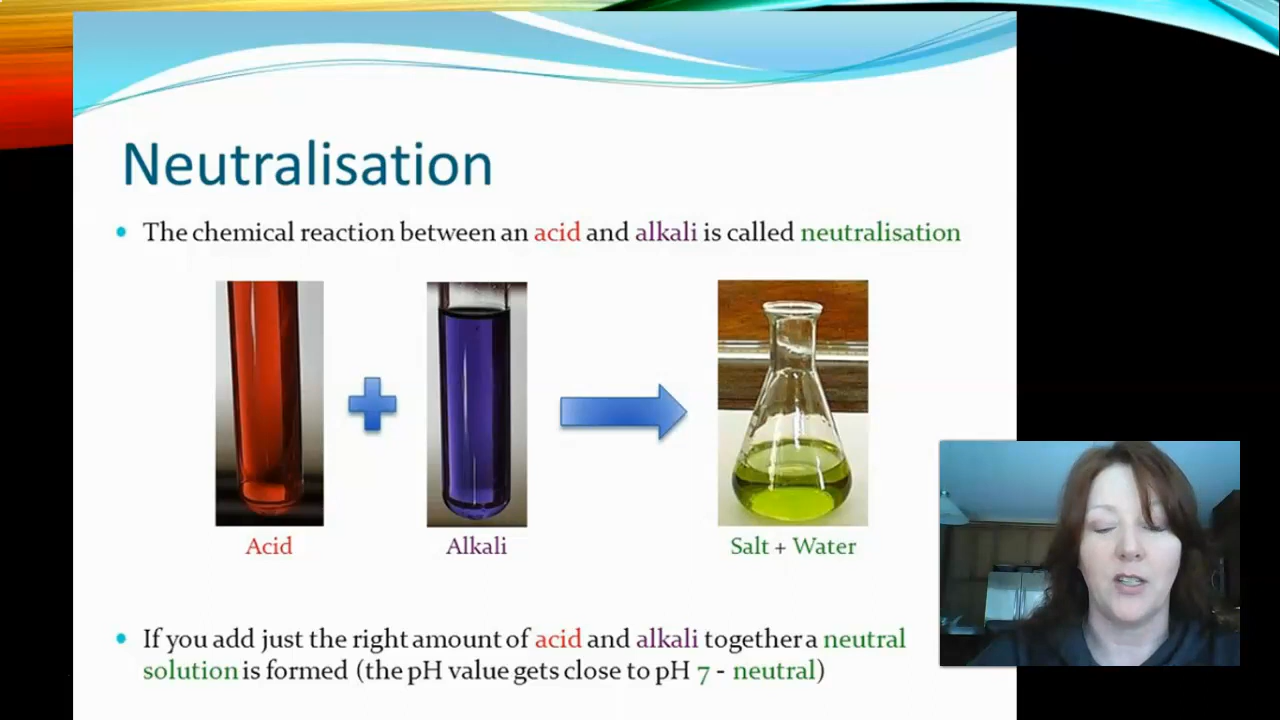 Neutralisation
The chemical reaction between an acid and alkali is called neutralisation
Acid
Alkali
Salt + Water
If you add just the right amount of acid and alkali together a neutral
solution is formed (the pH value gets close to pH 7 - neutral)